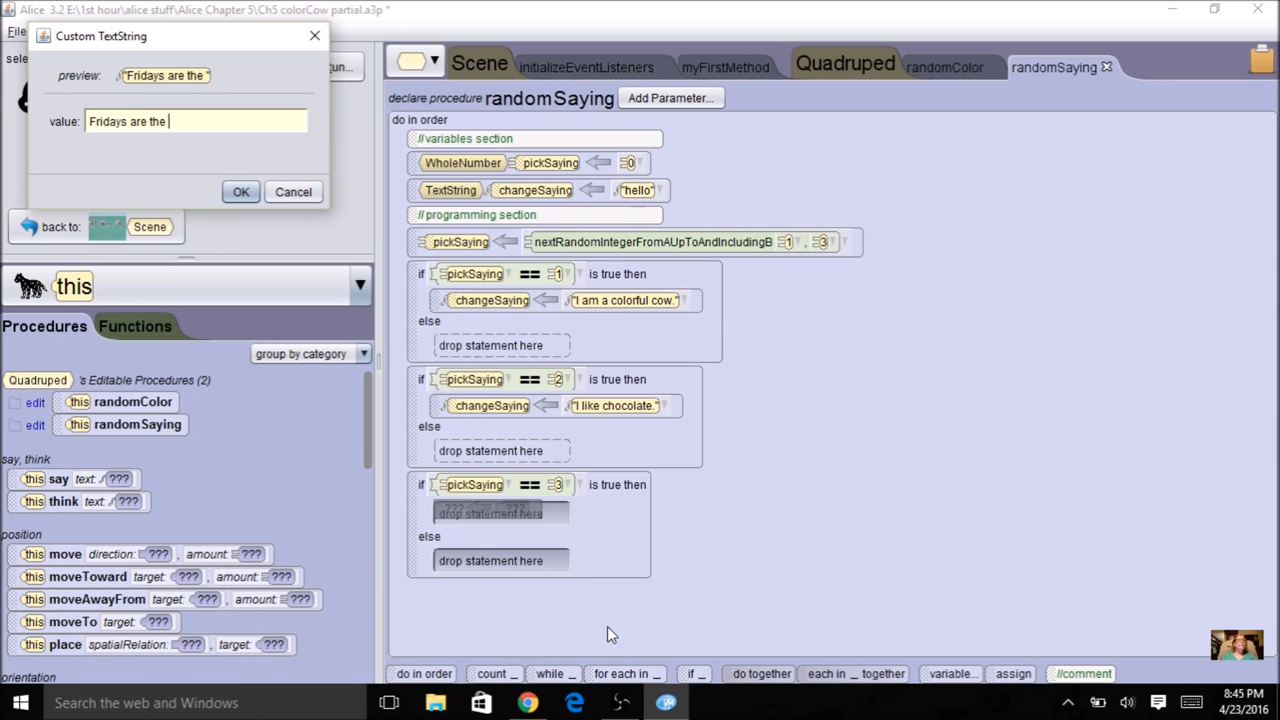 Alice 3.2 E:\1st hour\alice stuff\Alice Chapter 5\Ch5 colorCow partial.a3p *
File
Custom TextString
preview: "Fridays are the "
value: Fridays are the
OK Cancel
back to: Scene
this
Procedures Functions
group by category
Quadruped 's Editable Procedures (2)
edit this randomColor
edit this randomSaying
say, think
this say text: ???
this think text: ???
position
this move direction: ??? , amount: ???
this moveToward target: ??? , amount: ???
this moveAwayFrom target: ??? , amount: ???
this moveTo target: ???
this place spatialRelation: ??? , target: ???
orientation
Scene initializeEventListeners myFirstMethod Quadruped randomColor randomSaying
declare procedure randomSaying Add Parameter...
do in order
//variables section
WholeNumber pickSaying 0
TextString changeSaying "hello"
//programming section
pickSaying nextRandomIntegerFromAUpToAndIncludingB 1 , 3
if pickSaying == 1 is true then
changeSaying "I am a colorful cow."
else
drop statement here
if pickSaying == 2 is true then
changeSaying "I like chocolate."
else
drop statement here
if pickSaying == 3 is true then
drop statement here
else
drop statement here
do in order count _ while _ for each in _ if _ do together each in _ together variable... assign //comment
Search the web and Windows
8:45 PM
4/23/2016